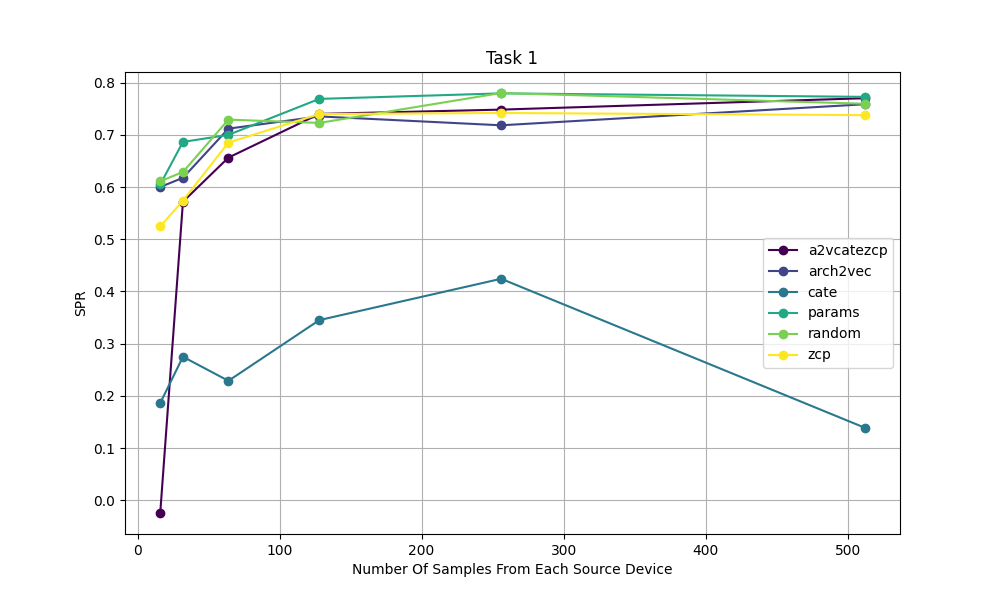 Task 1
0.8
0.7
0.6
0.5
0.4
0.3
0.2
0.1
0.0
SPR
a2vcatezcp
arch2vec
cate
params
random
zcp
0 100 200 300 400 500
Number Of Samples From Each Source Device